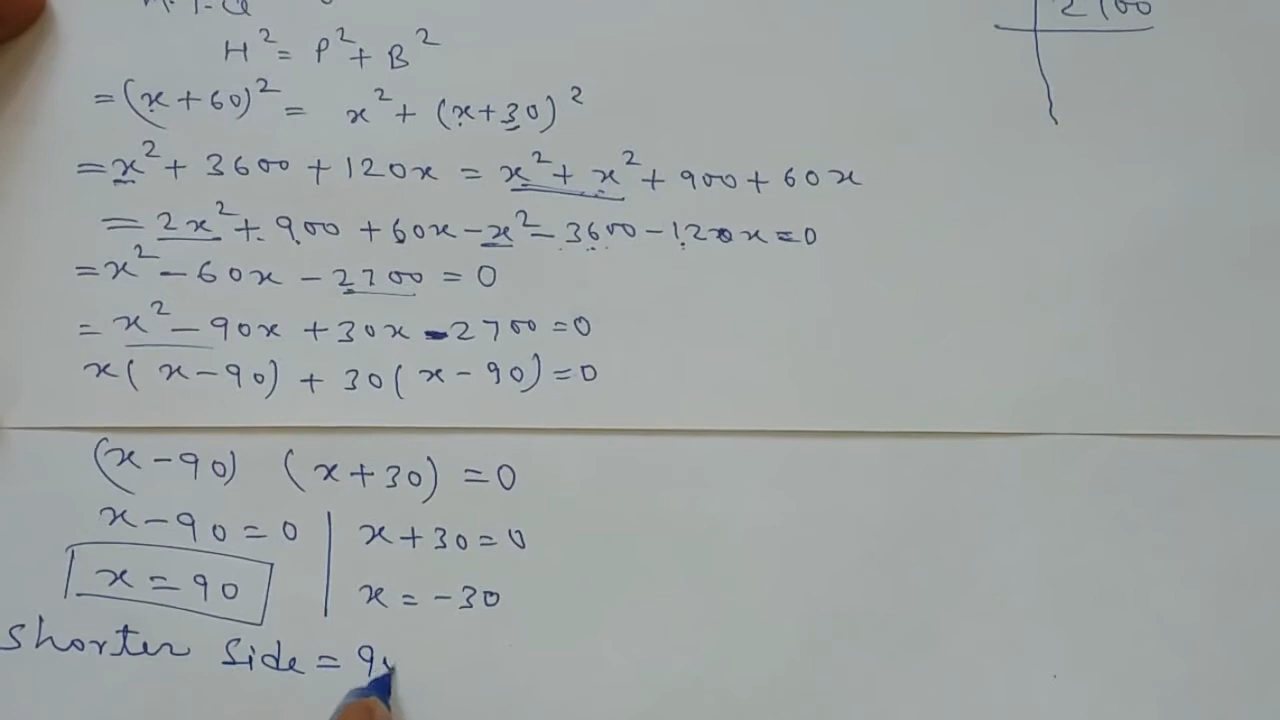 H² = P² + B²
= (x + 60)² = x² + (x + 30)²
= x² + 3600 + 120x = x² + x² + 900 + 60x
= 2x² + 900 + 60x - x² - 3600 - 120x = 0
= x² - 60x - 2700 = 0
= x² - 90x + 30x - 2700 = 0
x(x - 90) + 30(x - 90) = 0
(x - 90) (x + 30) = 0
x - 90 = 0 | x + 30 = 0
x = 90 | x = -30
Shorter Side = 9